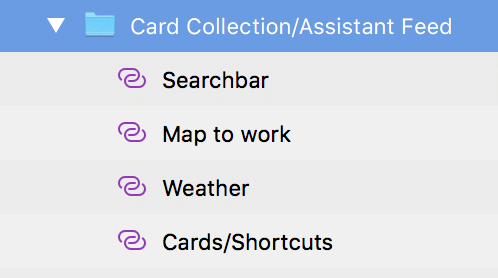 Card Collection/Assistant Feed
Searchbar
Map to work
Weather
Cards/Shortcuts